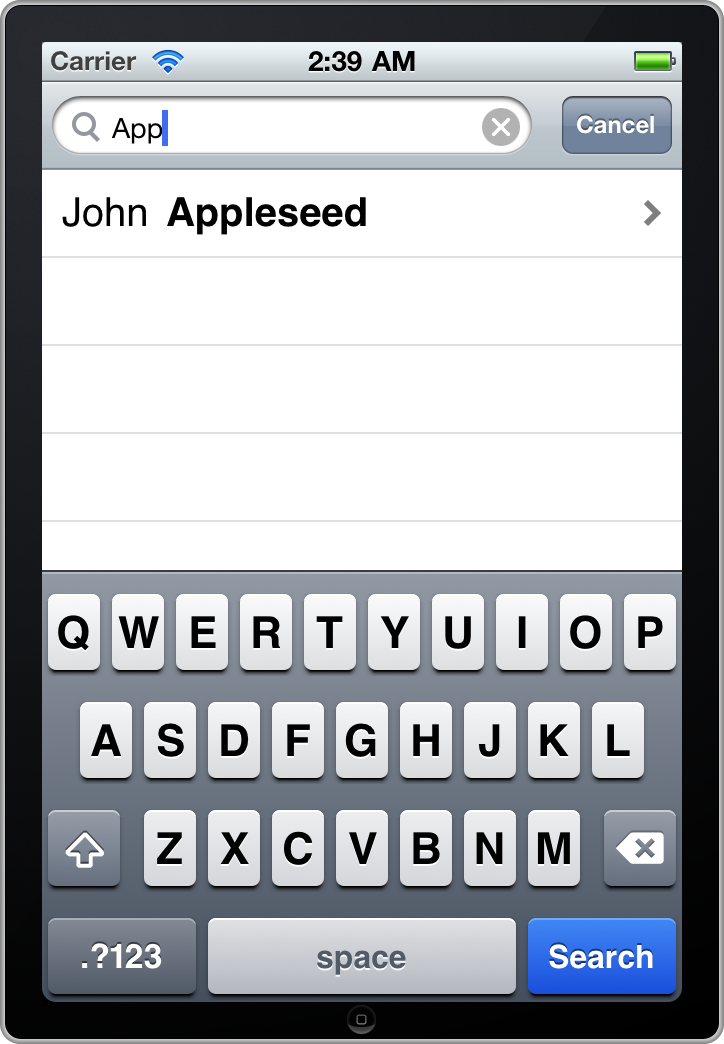 Carrier 2:39 AM
App Cancel
John Appleseed
Q W E R T Y U I O P
A S D F G H J K L
Z X C V B N M
.?123 space Search